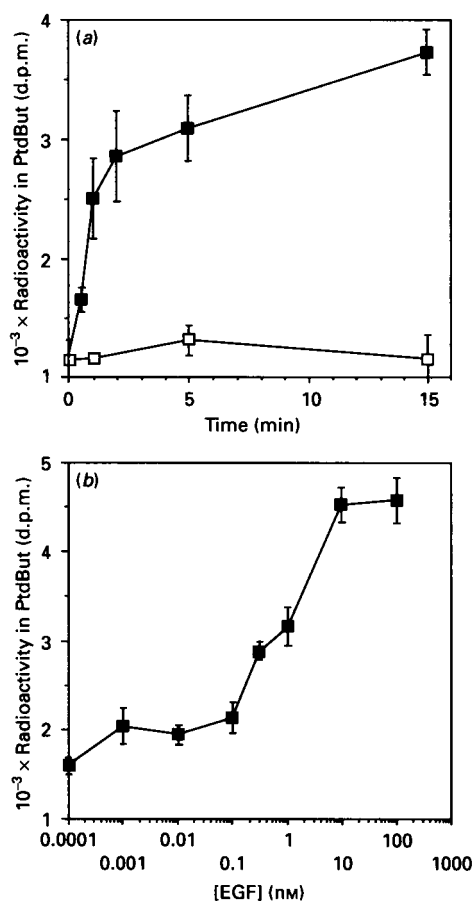 (a)
10⁻³ × Radioactivity in PtdBut (d.p.m.)
4
3
2
1
0 5 10 15
Time (min)
(b)
10⁻³ × Radioactivity in PtdBut (d.p.m.)
5
4
3
2
1
0.0001 0.01 1 100
0.001 0.1 10 1000
[EGF] (nM)